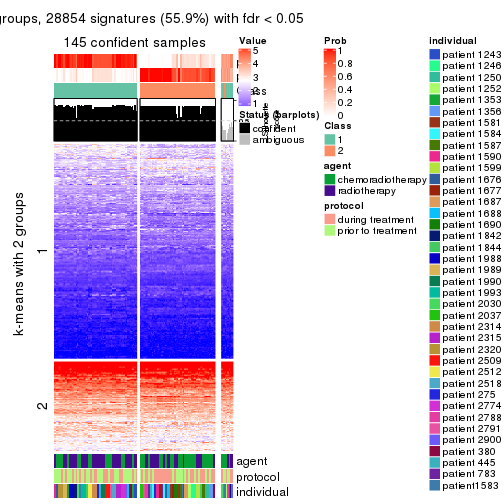 groups, 28854 signatures (55.9%) with fdr < 0.05
145 confident samples
k-means with 2 groups
1
2
agent
protocol
individual
Value
5
4
3
2
1
Status (barplots)
confident
ambiguous
Prob
1
0.8
0.6
0.4
0.2
0
Class
1
2
agent
chemoradiotherapy
radiotherapy
protocol
during treatment
prior to treatment
individual
patient 1243
patient 1246
patient 1250
patient 1252
patient 1353
patient 1356
patient 1581
patient 1584
patient 1587
patient 1590
patient 1599
patient 1676
patient 1677
patient 1687
patient 1688
patient 1690
patient 1842
patient 1844
patient 1988
patient 1989
patient 1990
patient 1993
patient 2030
patient 2037
patient 2314
patient 2315
patient 2320
patient 2509
patient 2512
patient 2518
patient 275
patient 2774
patient 2788
patient 2791
patient 2900
patient 380
patient 445
patient 783
patient1583